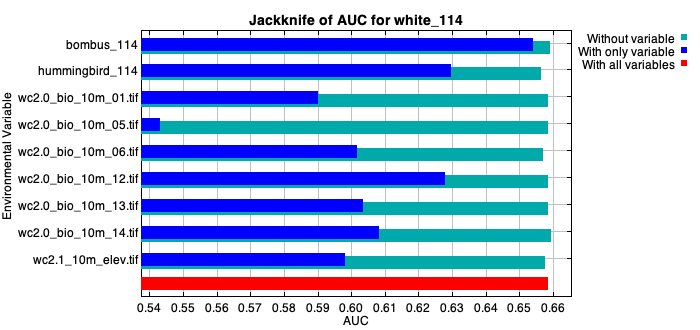 Jackknife of AUC for white_114
Without variable
With only variable
With all variables
Environmental Variable
bombus_114
hummingbird_114
wc2.0_bio_10m_01.tif
wc2.0_bio_10m_05.tif
wc2.0_bio_10m_06.tif
wc2.0_bio_10m_12.tif
wc2.0_bio_10m_13.tif
wc2.0_bio_10m_14.tif
wc2.1_10m_elev.tif
0.54 0.55 0.56 0.57 0.58 0.59 0.60 0.61 0.62 0.63 0.64 0.65 0.66
AUC